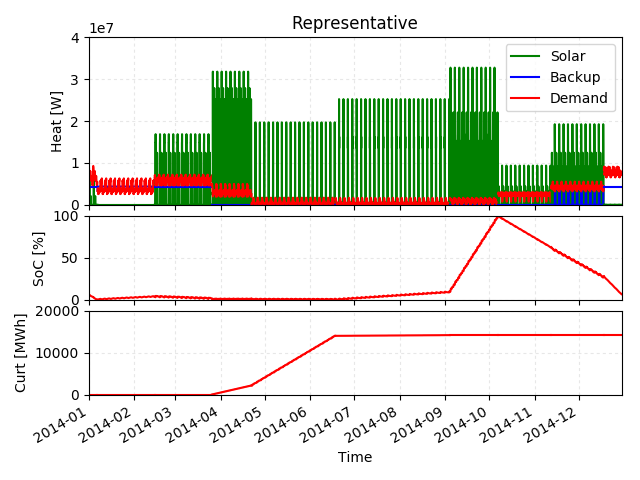 Representative
1e7
4
3
2
1
0
Heat [W]
Solar
Backup
Demand
100
50
0
SoC [%]
20000
10000
0
Curt [MWh]
2014-01
2014-02
2014-03
2014-04
2014-05
2014-06
2014-07
2014-08
2014-09
2014-10
2014-11
2014-12
Time